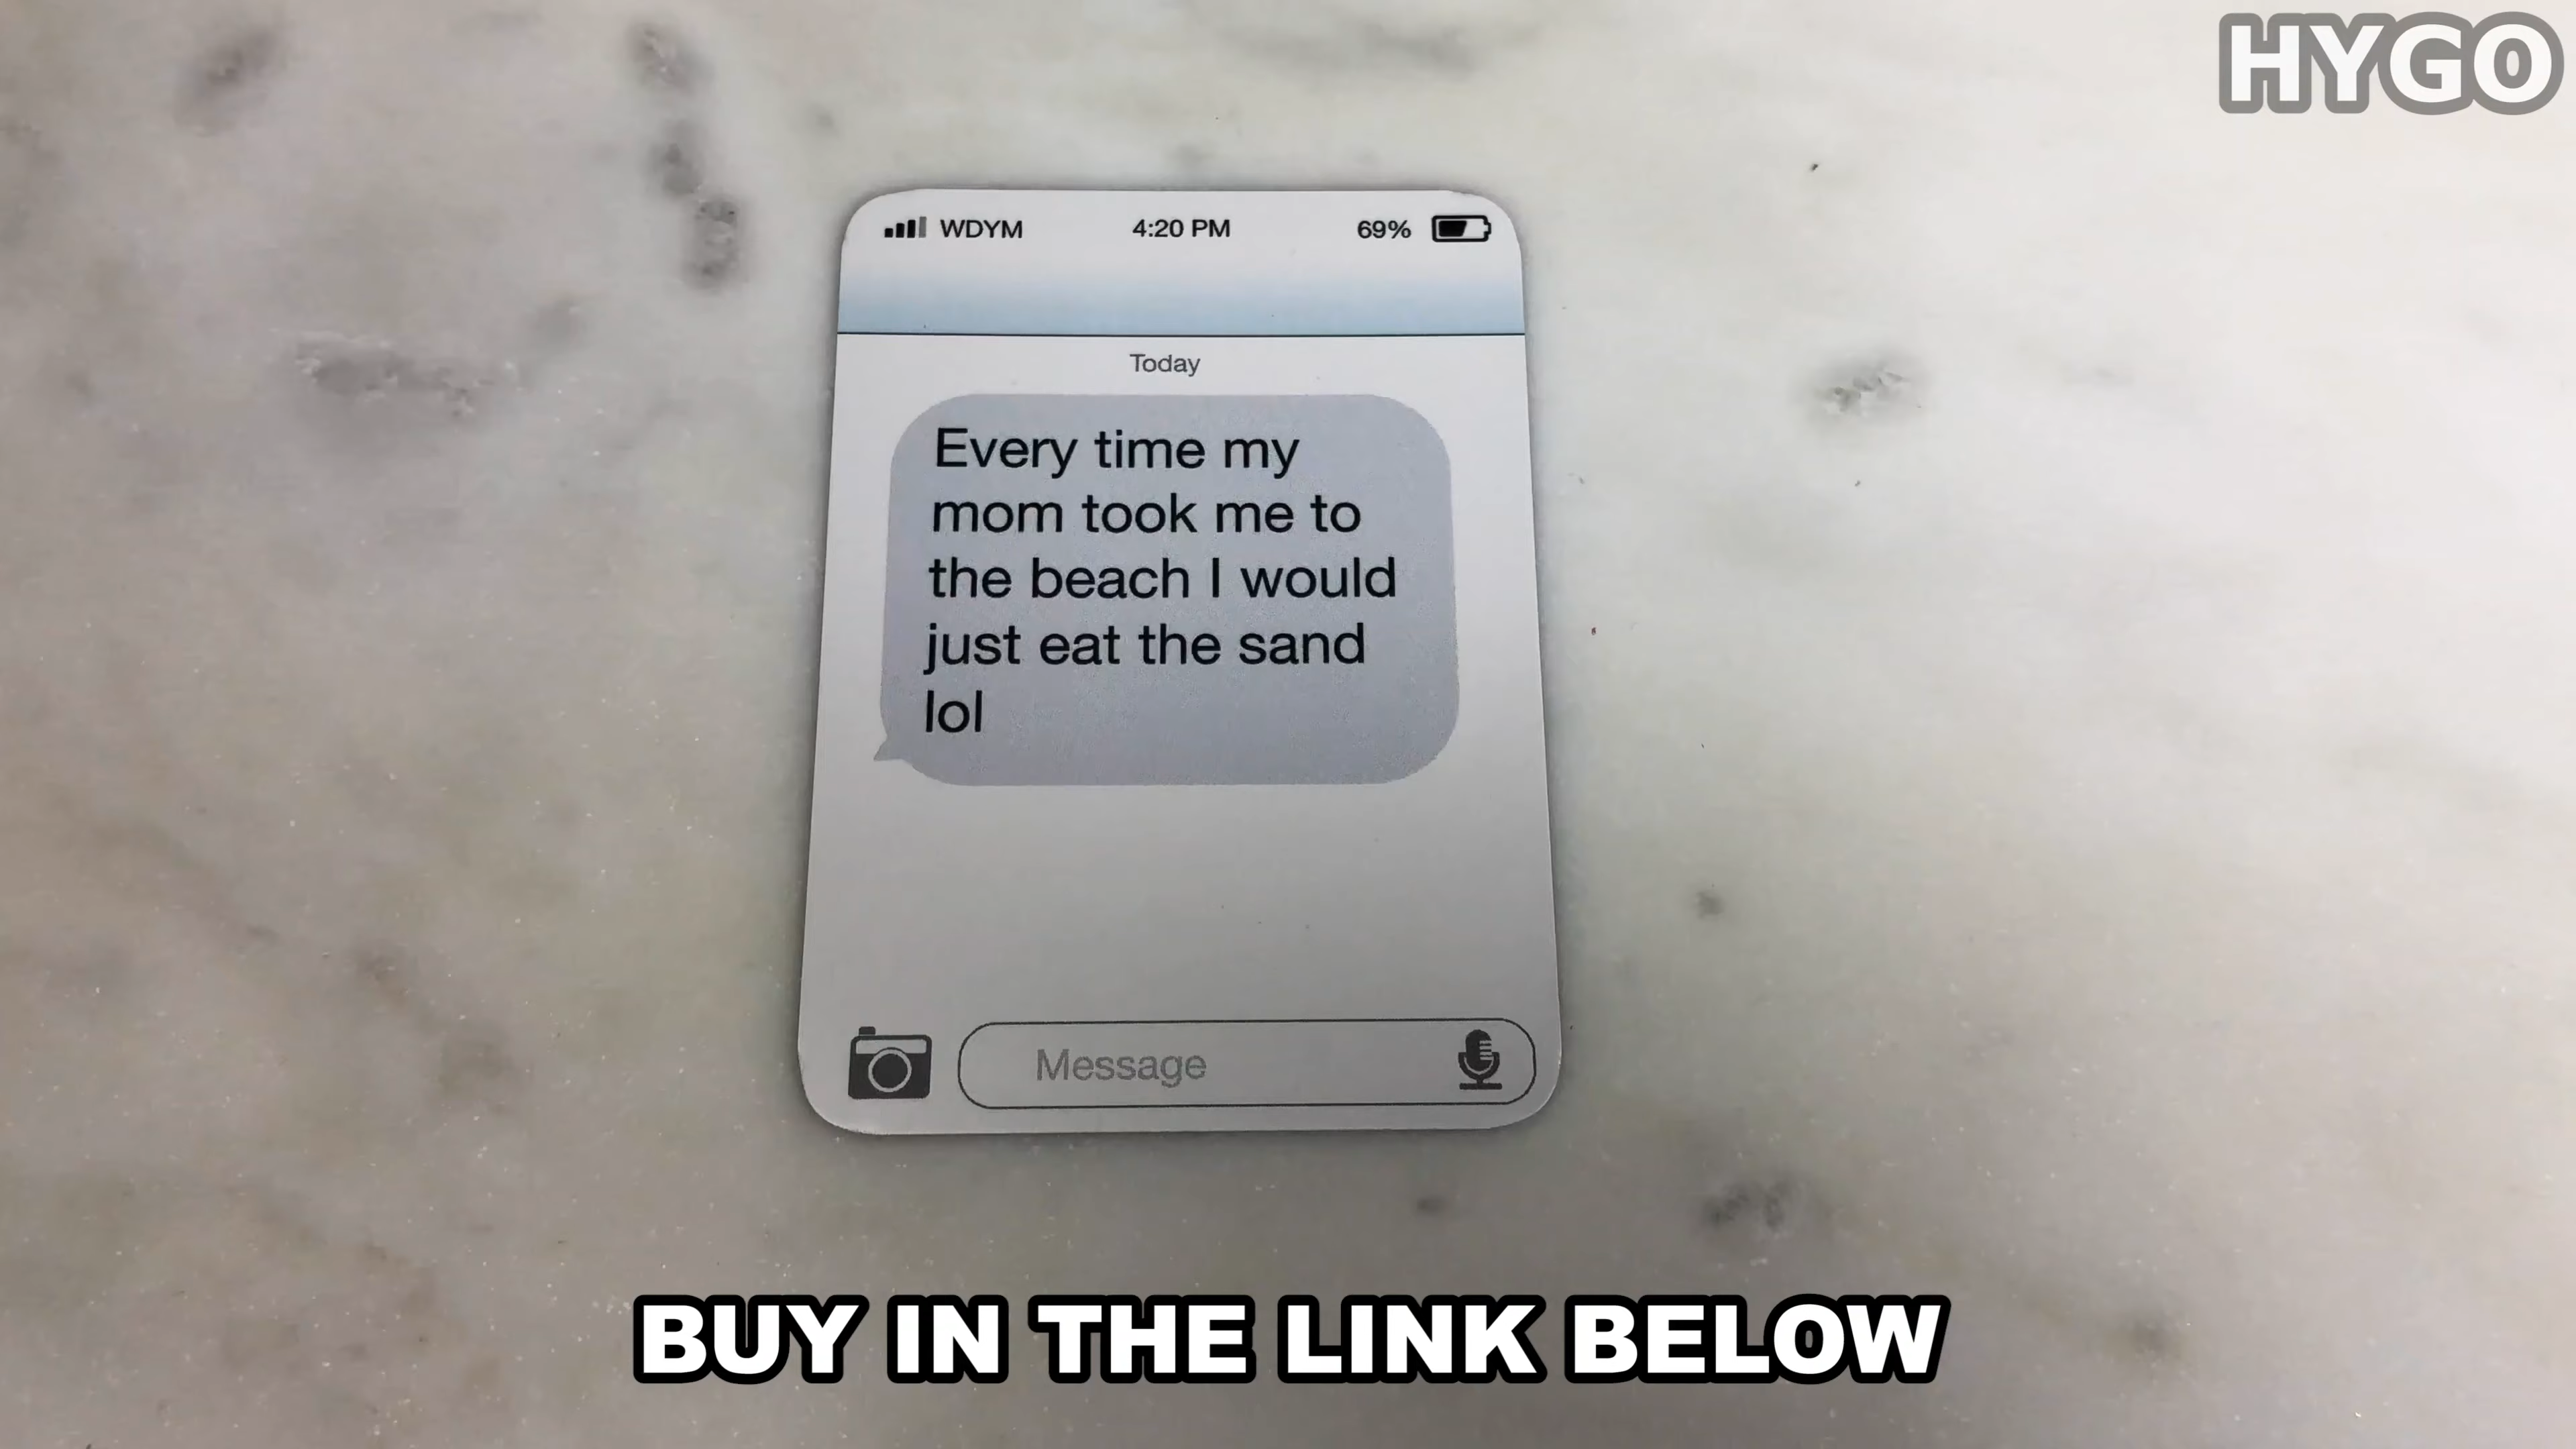 HYGO
WDYM 4:20 PM 69%
Today
Every time my
mom took me to
the beach I would
just eat the sand
lol
Message
BUY IN THE LINK BELOW